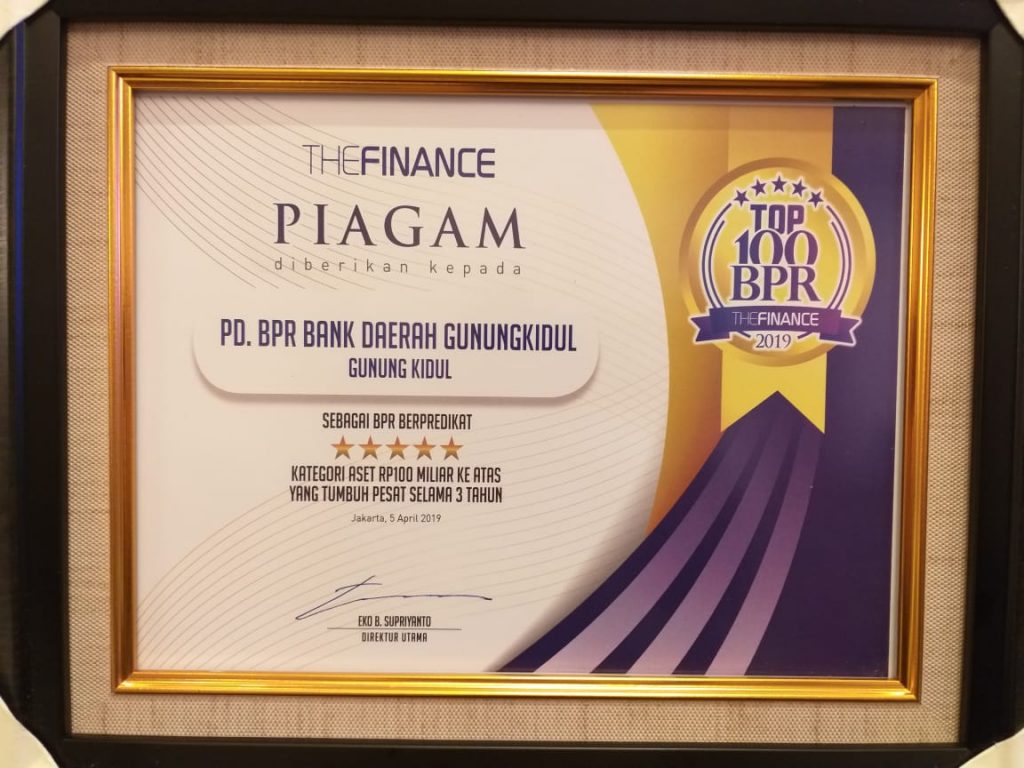 THEFINANCE
PIAGAM
diberikan kepada
PD. BPR BANK DAERAH GUNUNGKIDUL
GUNUNG KIDUL
SEBAGAI BPR BERPREDIKAT
KATEGORI ASET RP100 MILIAR KE ATAS
YANG TUMBUH PESAT SELAMA 3 TAHUN
Jakarta, 5 April 2019
EKO B. SUPRIYANTO
DIREKTUR UTAMA
TOP
100
BPR
THEFINANCE
2019